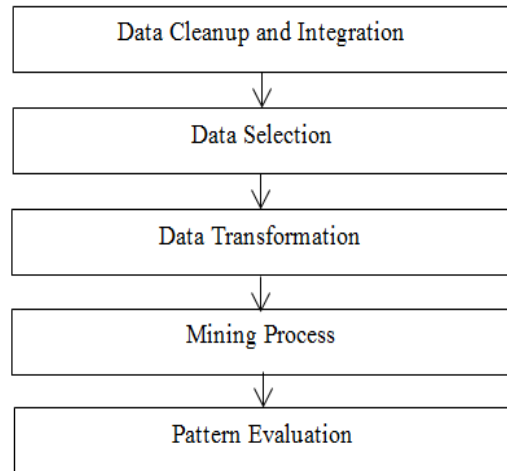 Data Cleanup and Integration
Data Selection
Data Transformation
Mining Process
Pattern Evaluation